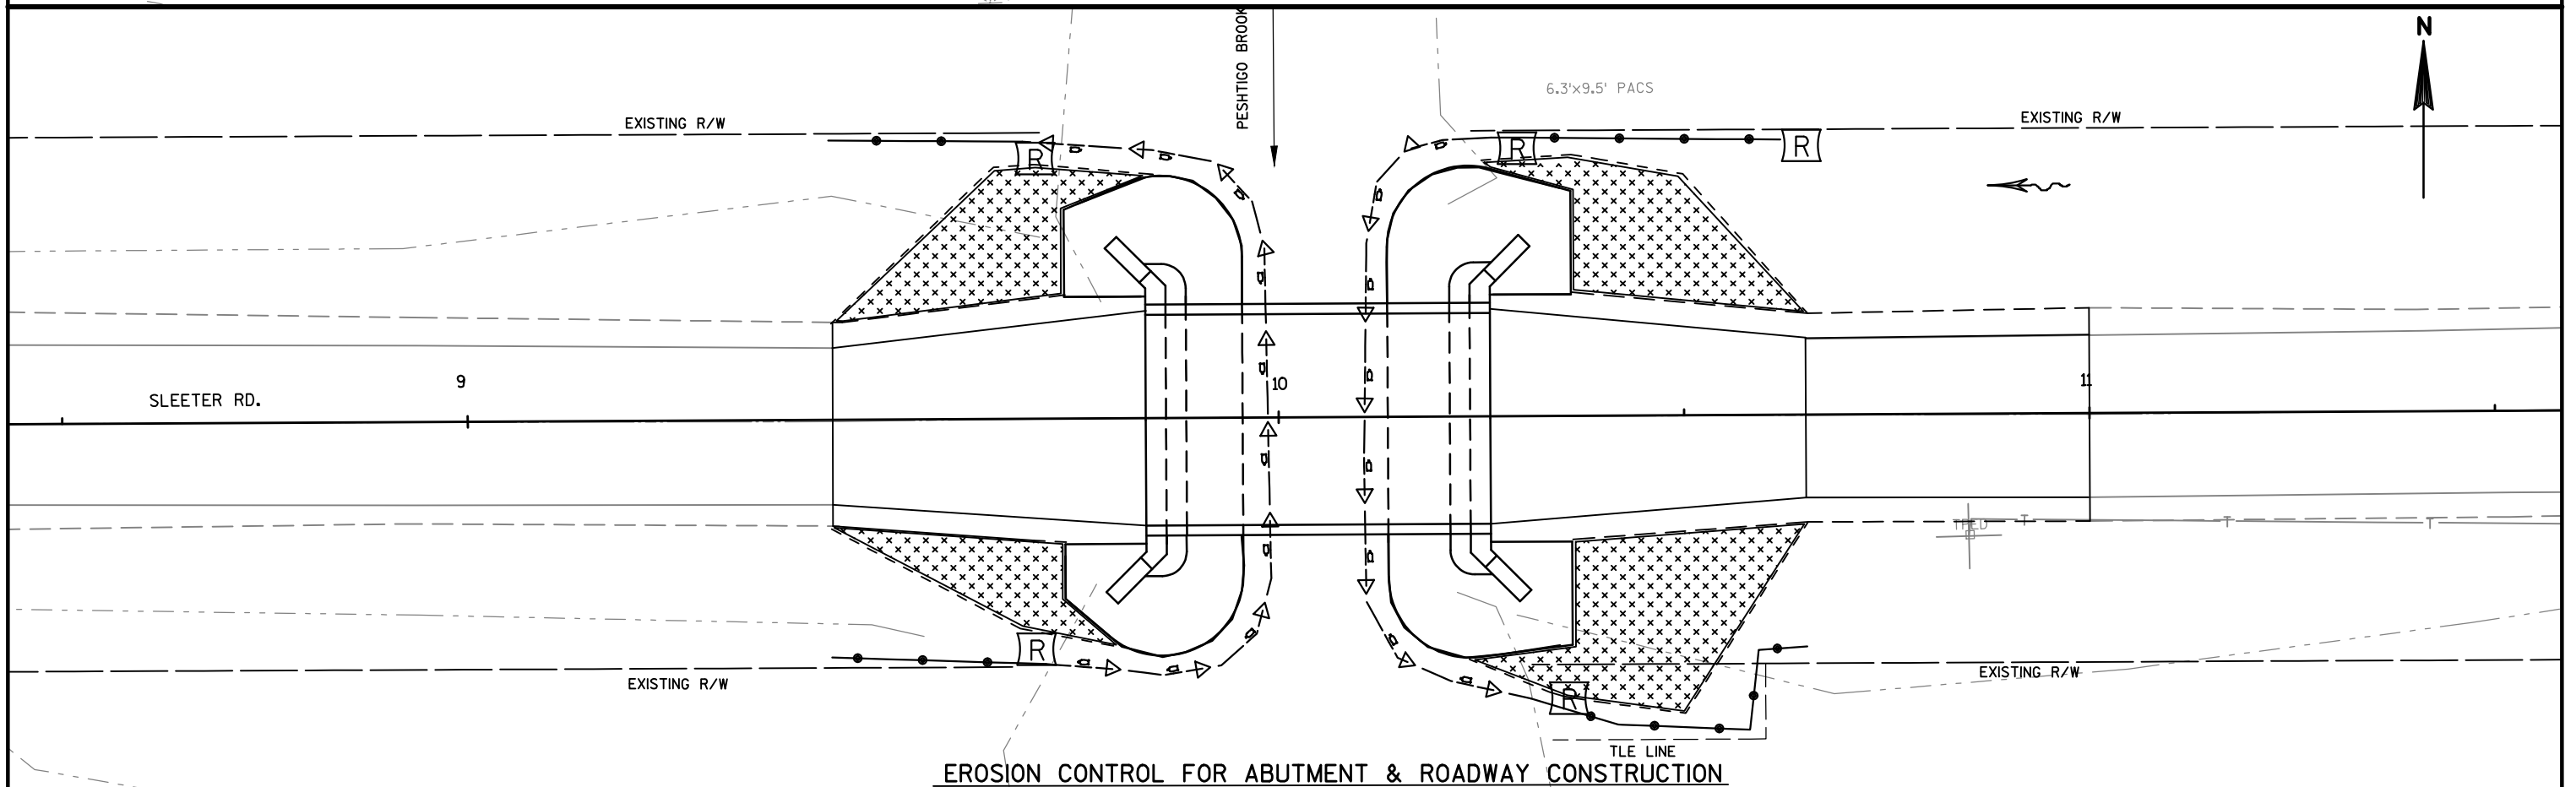 PESHTIGO BROOK
N
6.3'x9.5' PACS
EXISTING R/W
EXISTING R/W
R
R
R
9
10
11
SLEETER RD.
TPED
R
R
EXISTING R/W
EXISTING R/W
TLE LINE
EROSION CONTROL FOR ABUTMENT & ROADWAY CONSTRUCTION